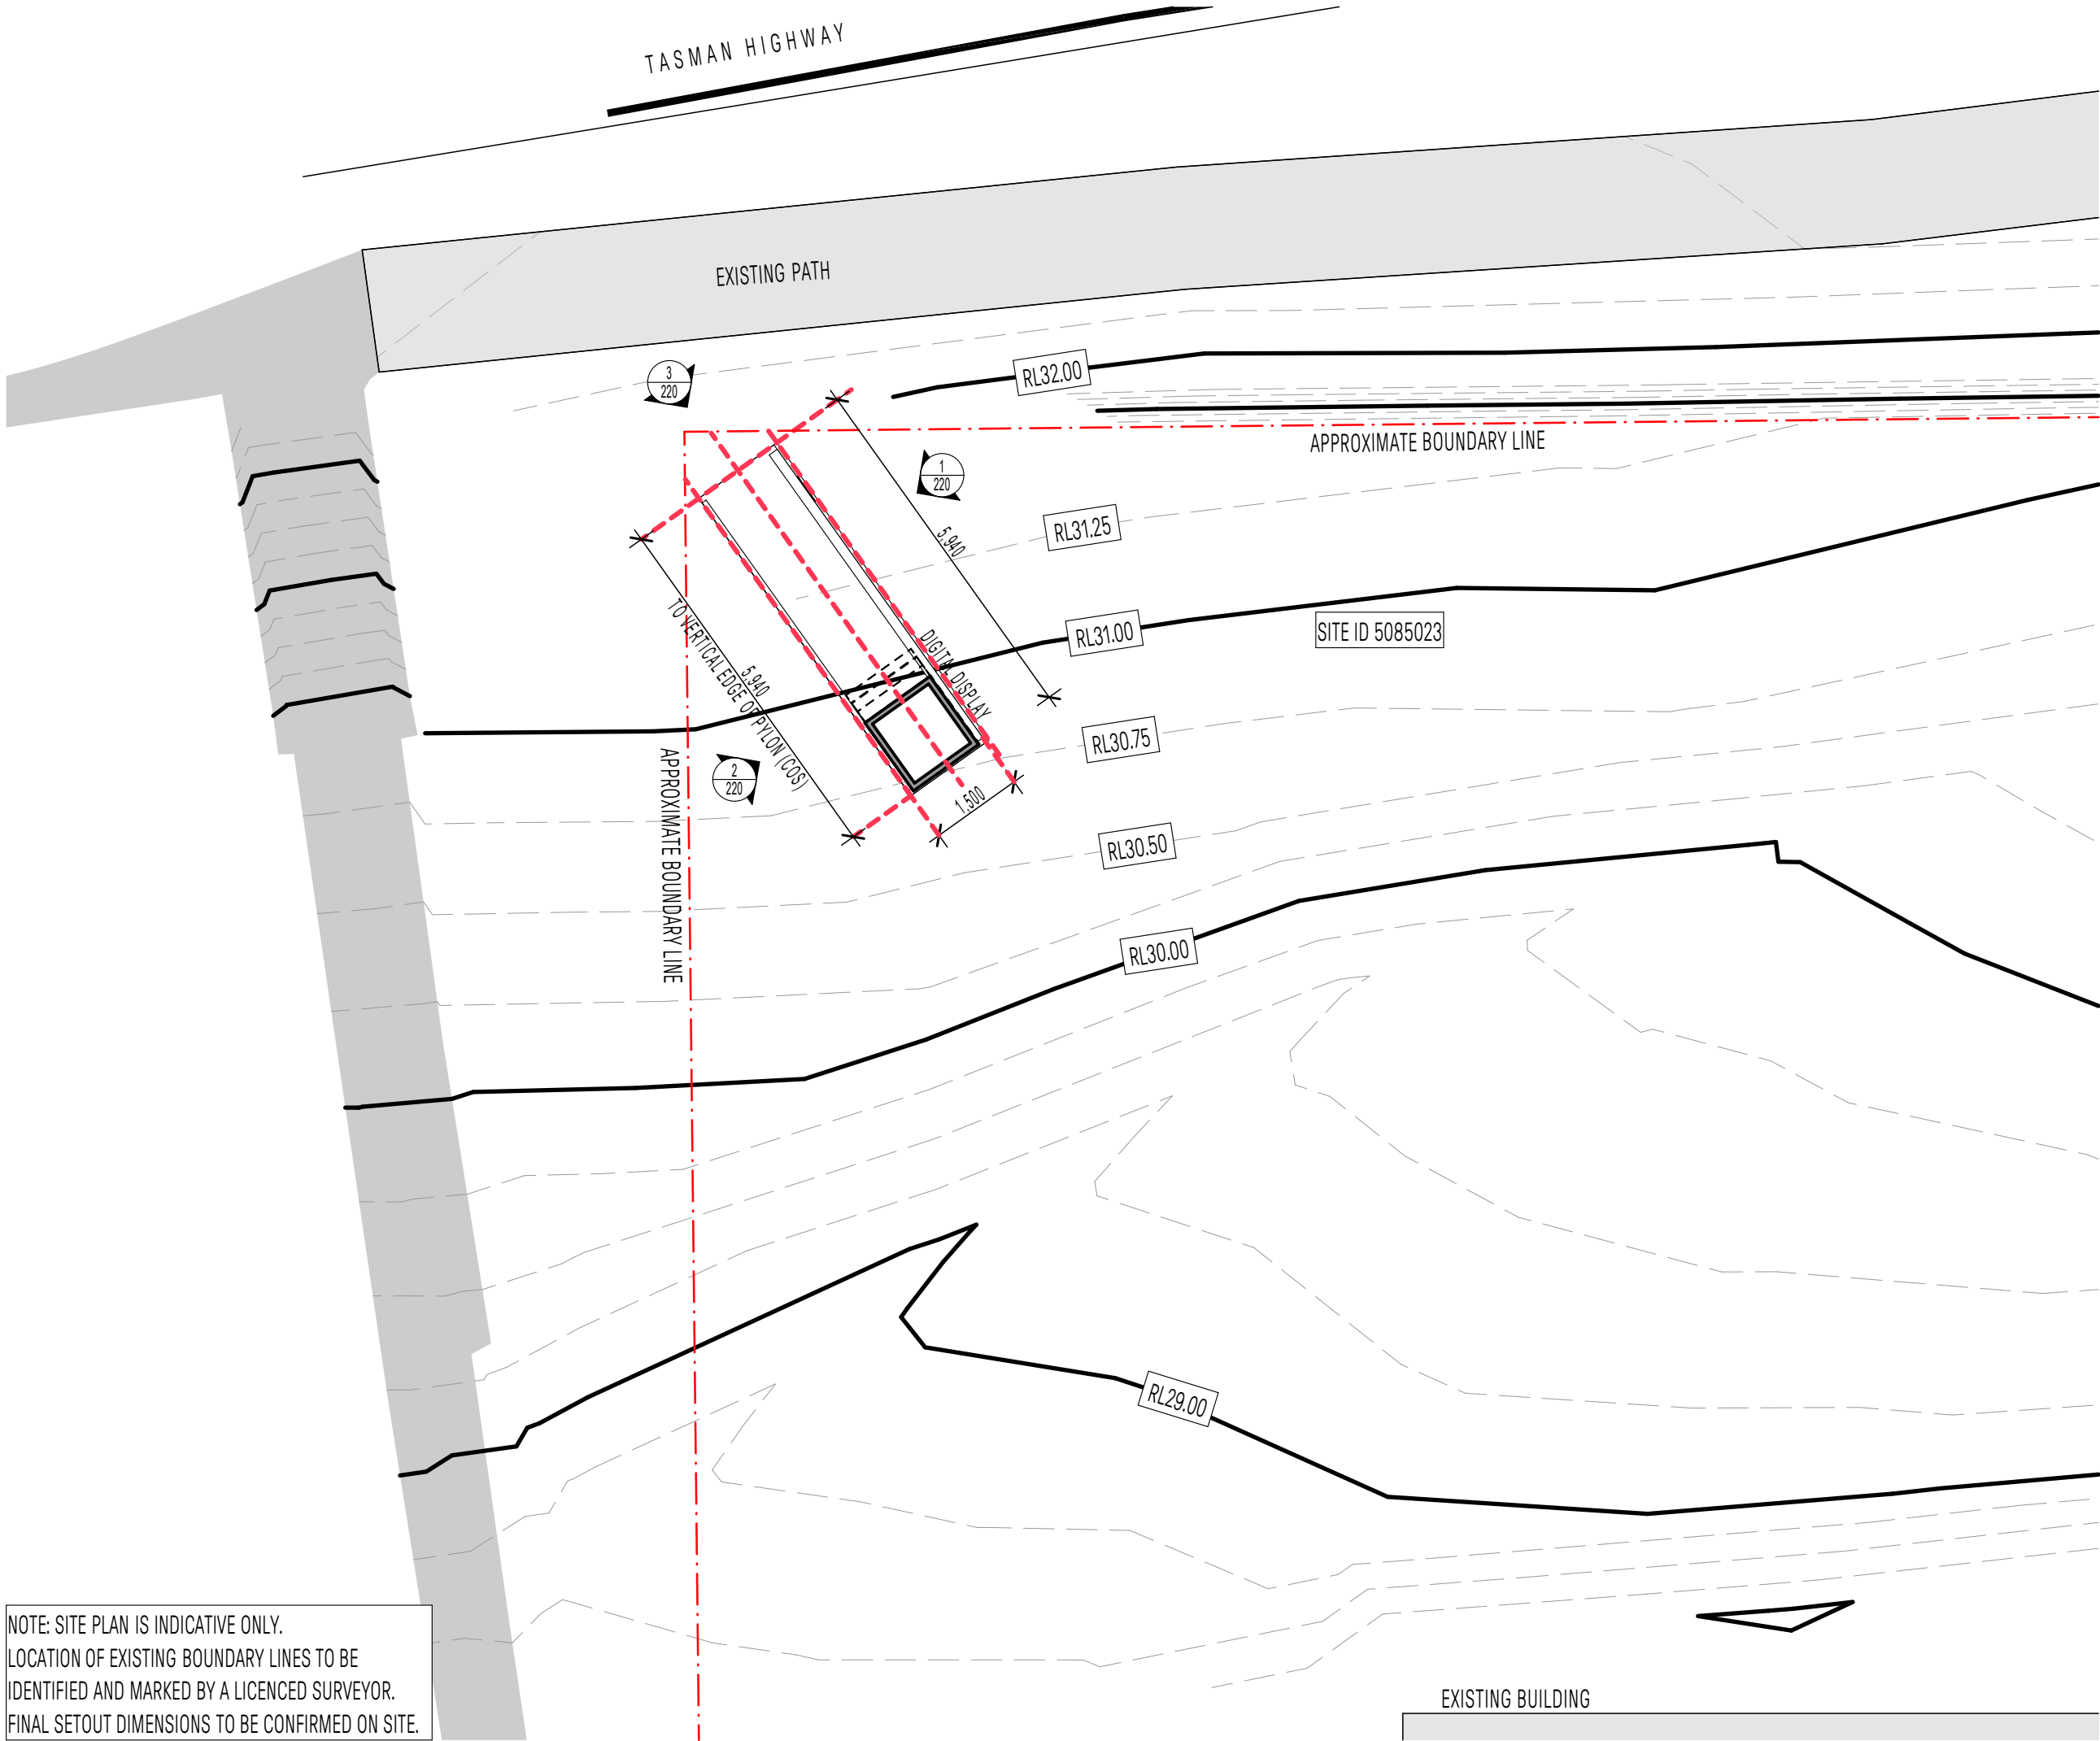 TASMAN HIGHWAY
EXISTING PATH
3
220
RL32.00
APPROXIMATE BOUNDARY LINE
1
220
5,940
RL31.25
RL31.00
SITE ID 5085023
DIGITAL DISPLAY
5,940
TO VERTICAL EDGE OF PYLON (COS)
RL30.75
2
220
1,500
APPROXIMATE BOUNDARY LINE
RL30.50
RL30.00
RL29.00
NOTE: SITE PLAN IS INDICATIVE ONLY.
LOCATION OF EXISTING BOUNDARY LINES TO BE
IDENTIFIED AND MARKED BY A LICENCED SURVEYOR.
FINAL SETOUT DIMENSIONS TO BE CONFIRMED ON SITE.
EXISTING BUILDING